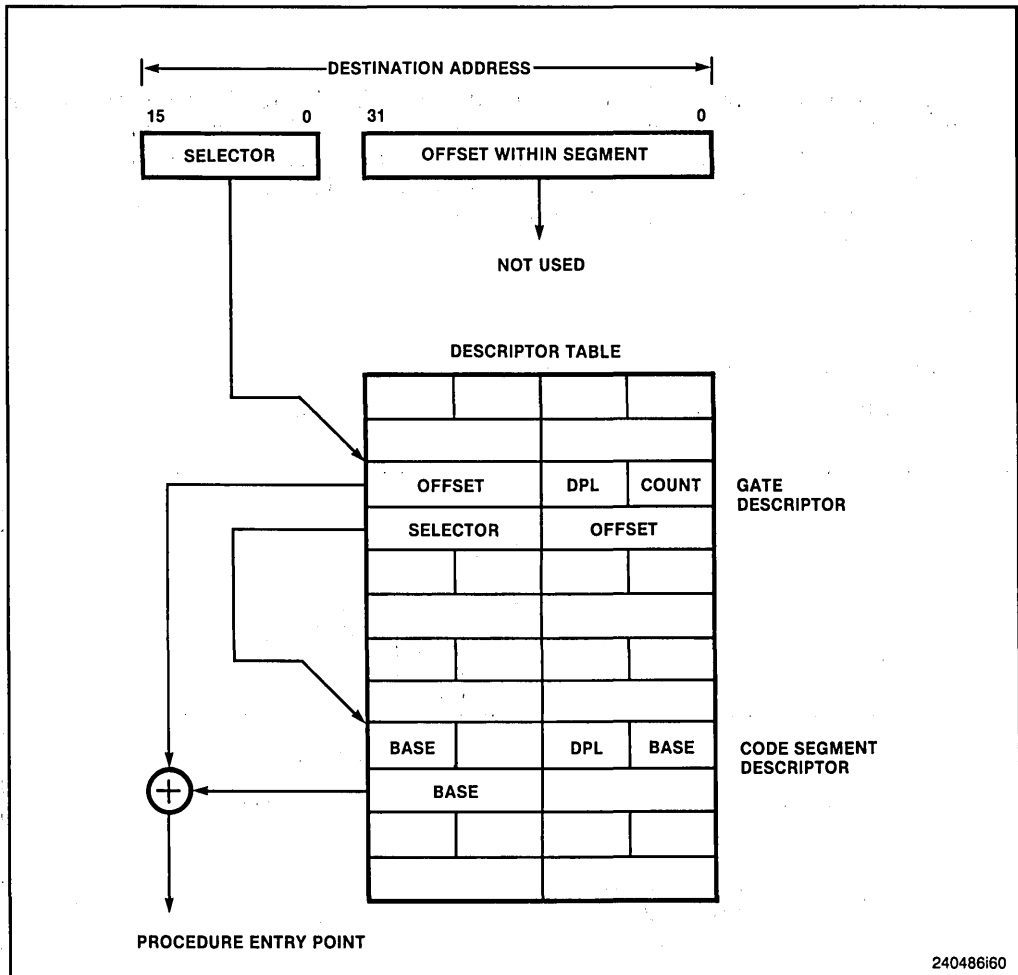 DESTINATION ADDRESS
15 0 31 0
SELECTOR OFFSET WITHIN SEGMENT
NOT USED
DESCRIPTOR TABLE
OFFSET DPL COUNT GATE
DESCRIPTOR
SELECTOR OFFSET
BASE DPL BASE CODE SEGMENT
DESCRIPTOR
BASE
+
PROCEDURE ENTRY POINT
240486i60